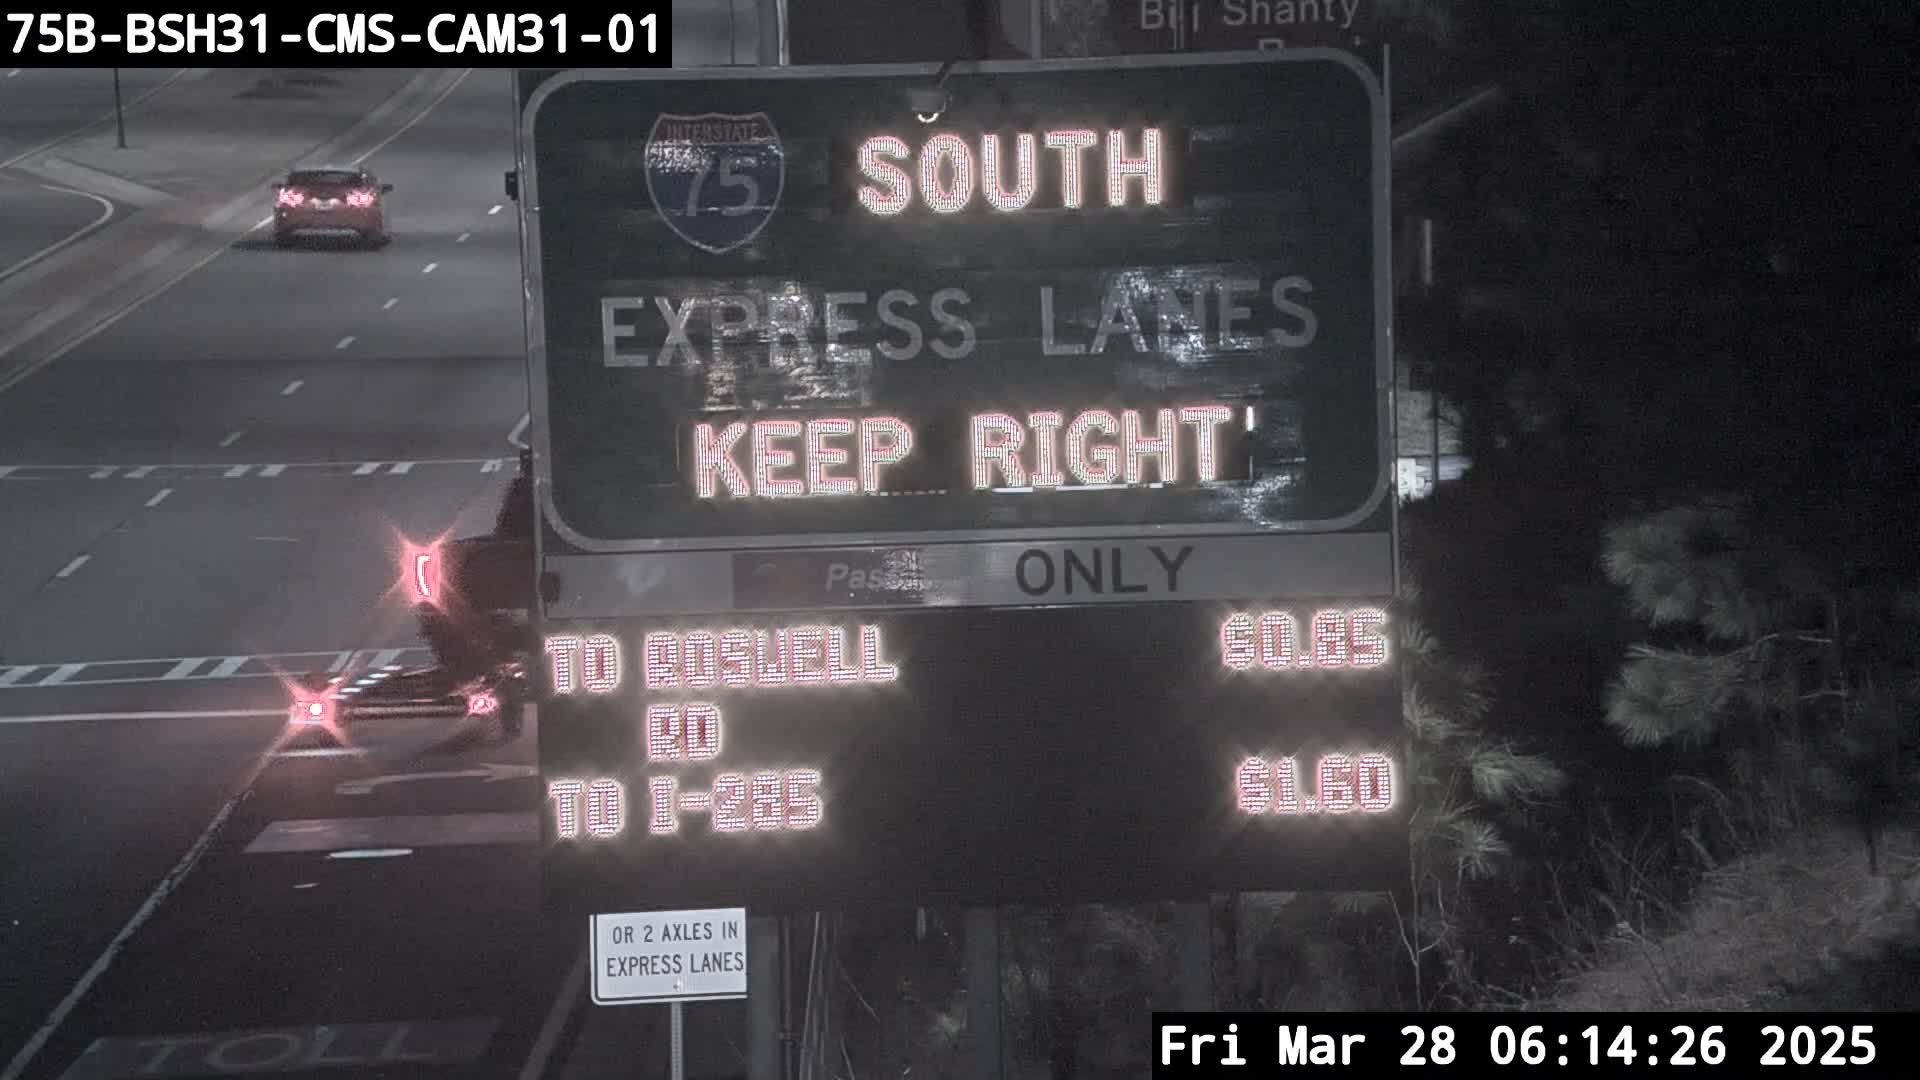 75B-BSH31-CMS-CAM31-01
Shanty
INTERSTATE
75
SOUTH
EXPRESS LANES
KEEP RIGHT
ONLY
TO ROSWELL $0.85
RD
TO I-285 $1.60
OR 2 AXLES IN
EXPRESS LANES
TOLL
Fri Mar 28 06:14:26 2025